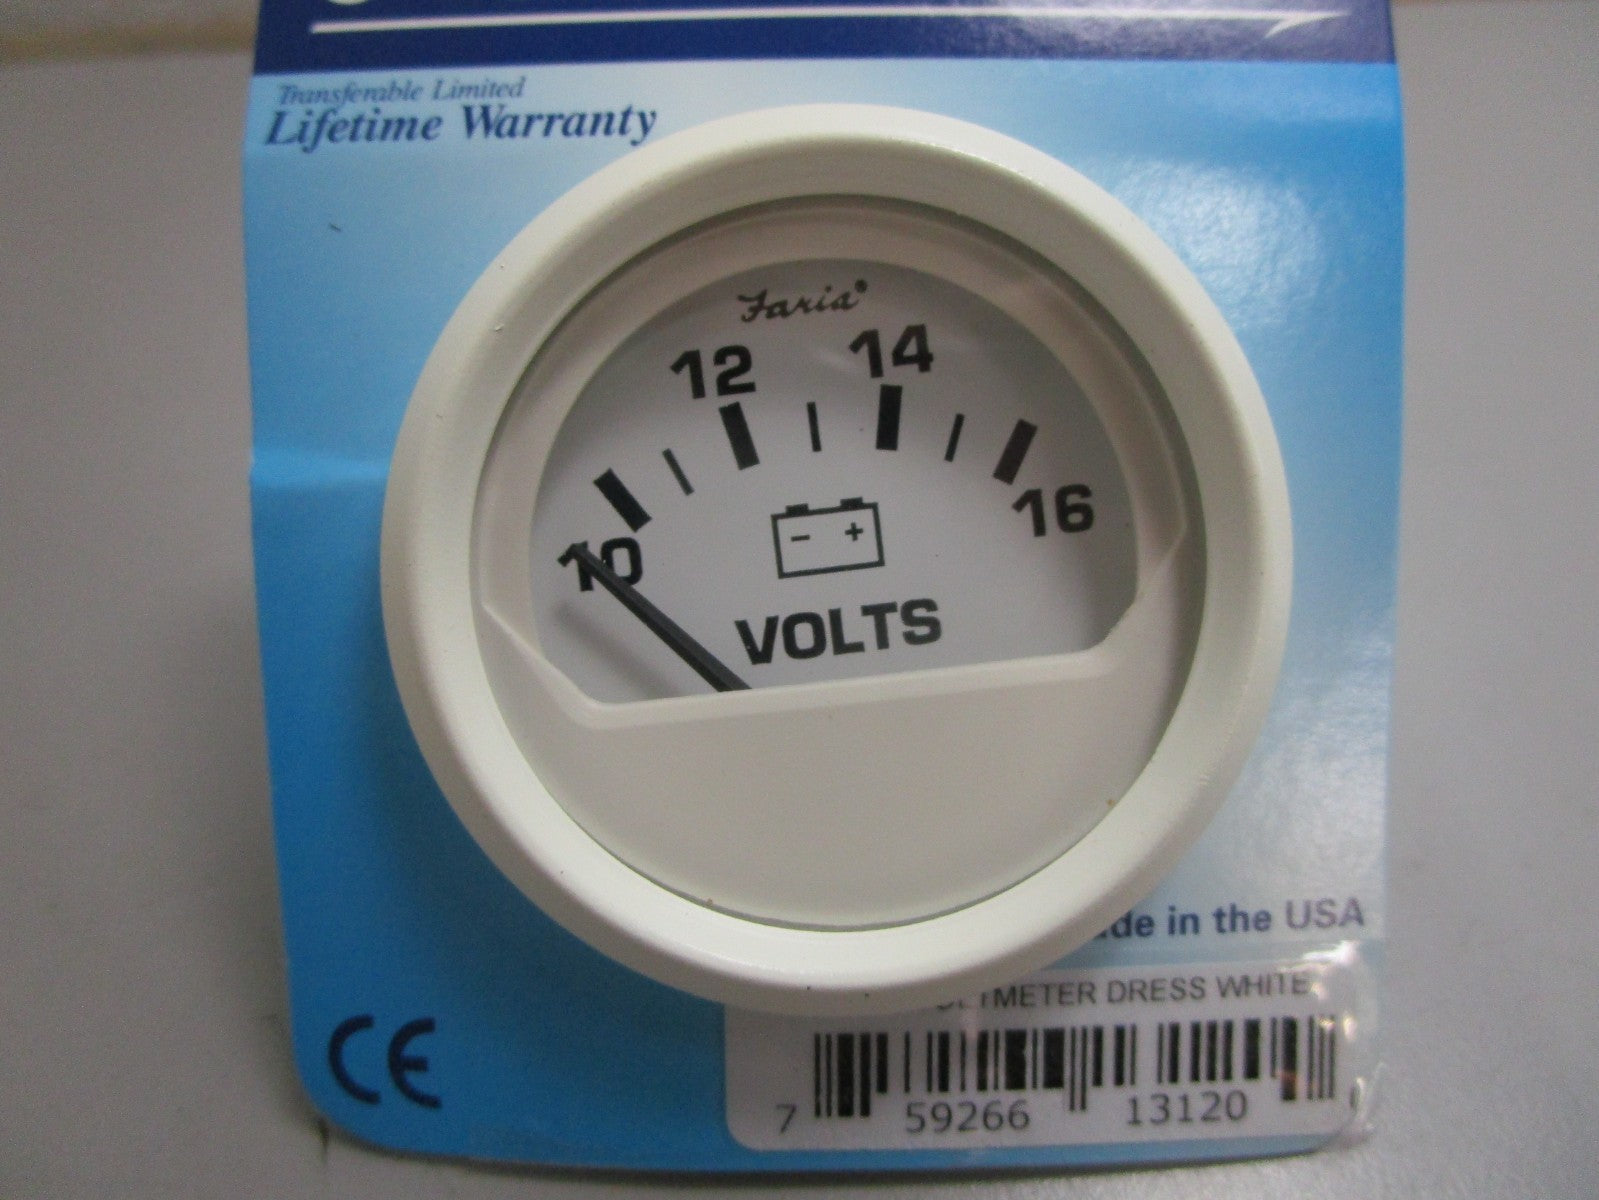 Transferable Limited
Lifetime Warranty
Faria®
12 14
10 16
- +
VOLTS
in the USA
CE
DRESS WHITE
7 59266 13120